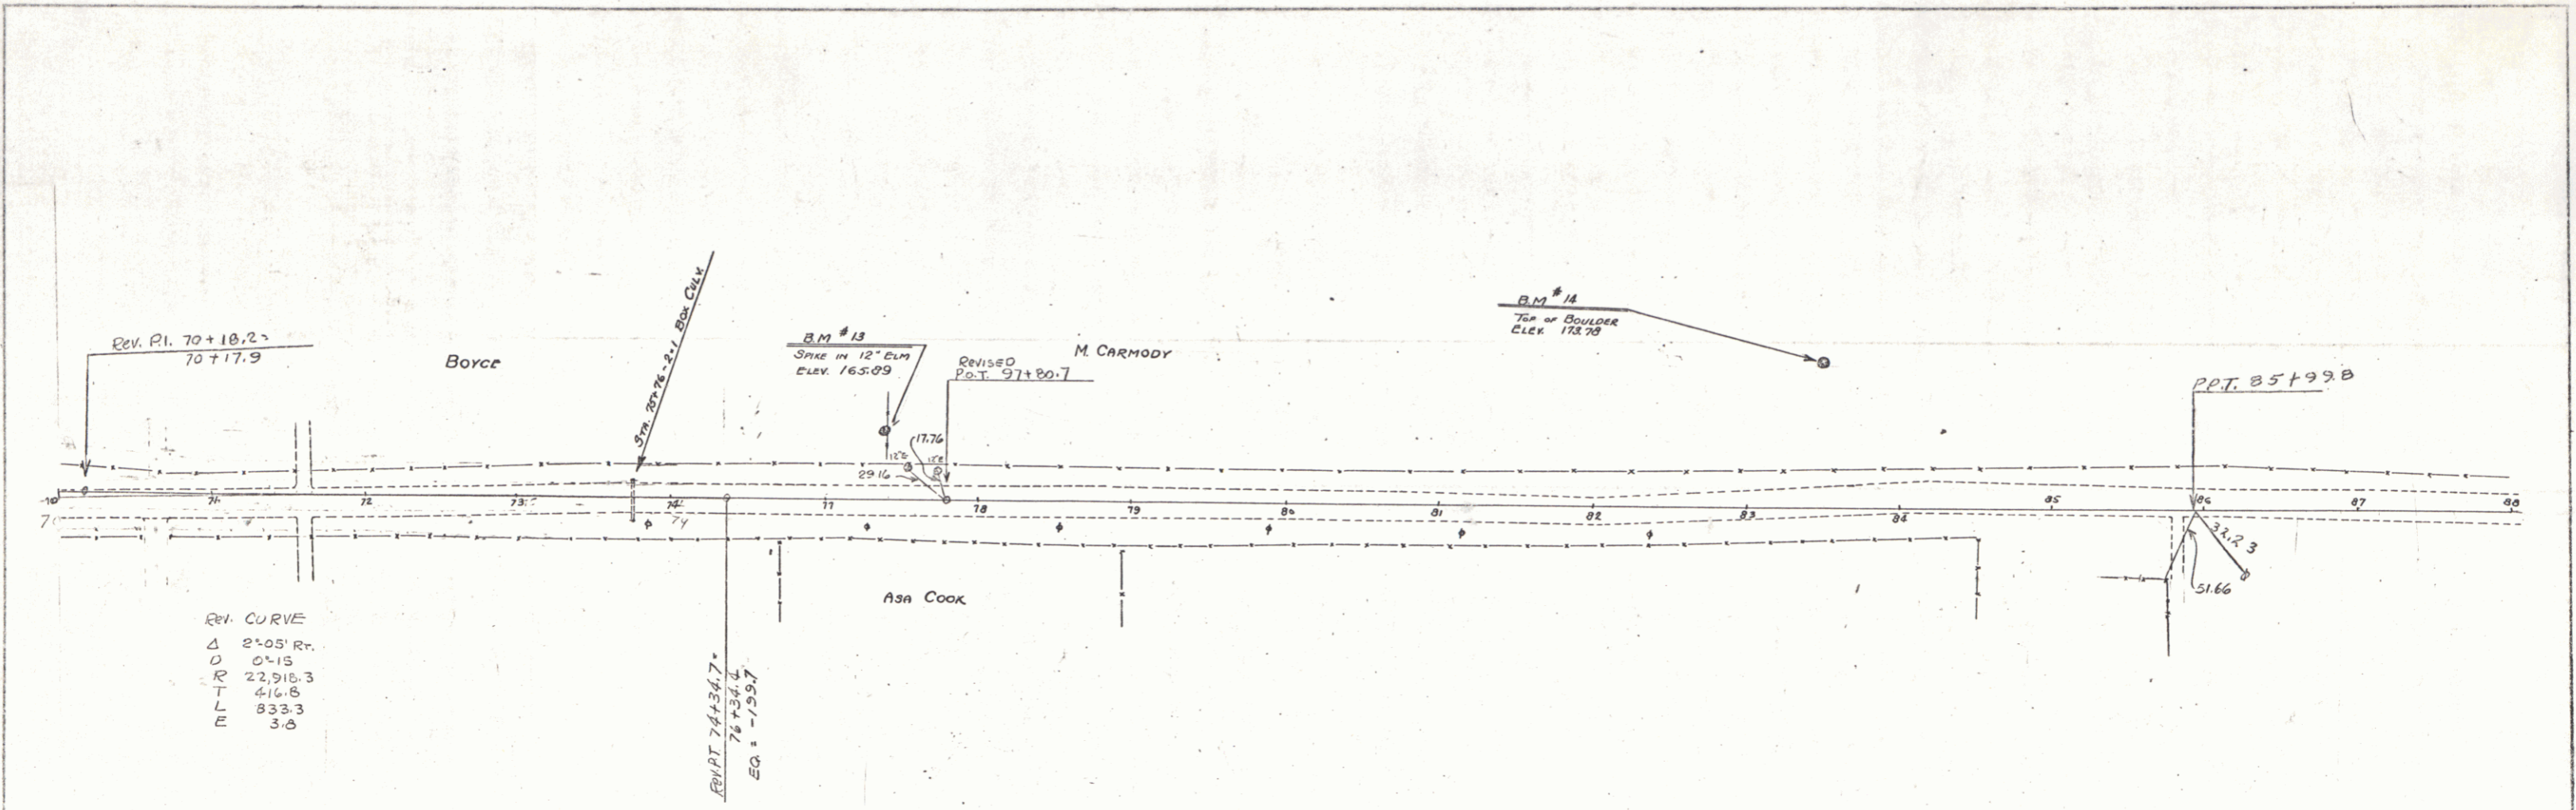 Rev. P.I. 70+18.2=
70+17.9
BOYCE
STA. 75+76-2x1 BOX CULV.
B.M #13
SPIKE IN 12" ELM
ELEV. 165.89
REVISED
P.O.T. 97+80.7
M. CARMODY
B.M #14
TOP OF BOULDER
ELEV. 173.78
P.P.T. 85+99.8
17.76
12"E
12"E
29.16
70
71
72
73
74
77
78
79
80
81
82
83
84
85
86
87
88
70
74
32.23
51.66
ASA COOK
REV. CURVE
Δ 2°-05' RT.
D 0°-15
R 22,918.3
T 416.8
L 833.3
E 3.8
REV. P.T. 74+34.7=
76+34.4
EQ. = -199.7